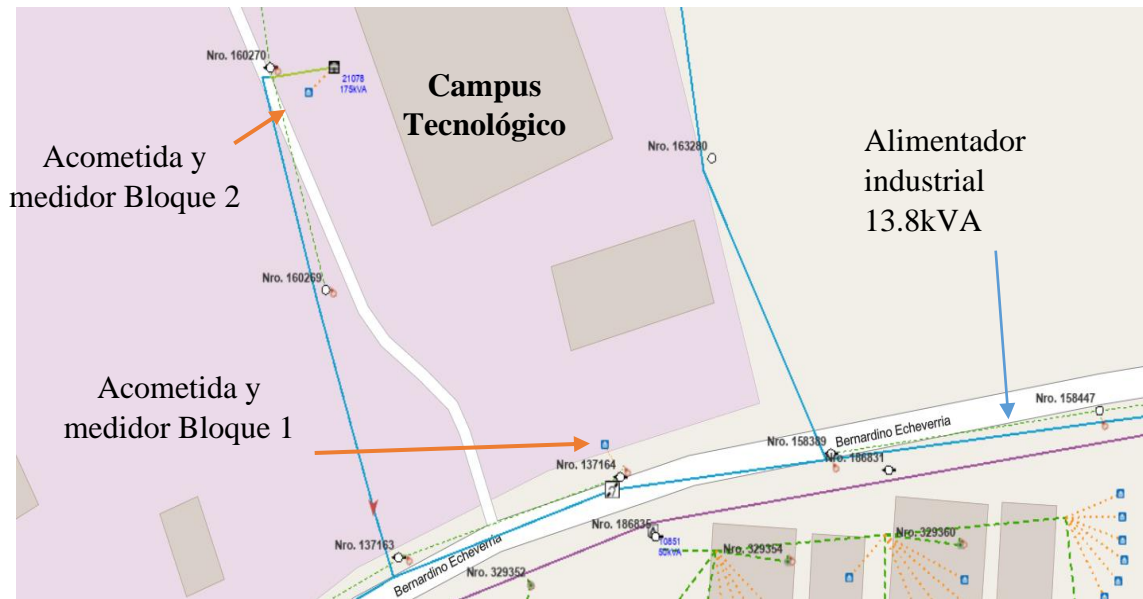 Nro. 160270
21078
175kVA
Campus
Tecnológico
Acometida y
medidor Bloque 2
Nro. 163280
Alimentador
industrial
13.8kVA
Nro. 160269
Acometida y
medidor Bloque 1
Nro. 158447
Bernardino Echeverria
Nro. 158389
Nro. 186831
Nro. 137164
Nro. 186835
10851
50kVA
Nro. 329354
Nro. 329360
Nro. 137163
Bernardino Echeverria
Nro. 329352